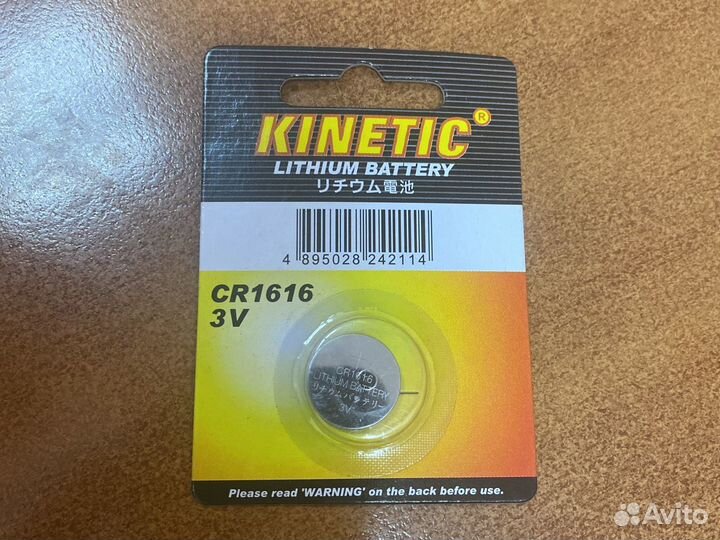 KINETIC®
LITHIUM BATTERY
リチウム電池
4 895028 242114
CR1616
3V
CR1616
LITHIUM BATTERY
リチウムバッテリ
3V
Please read 'WARNING' on the back before use.
Avito